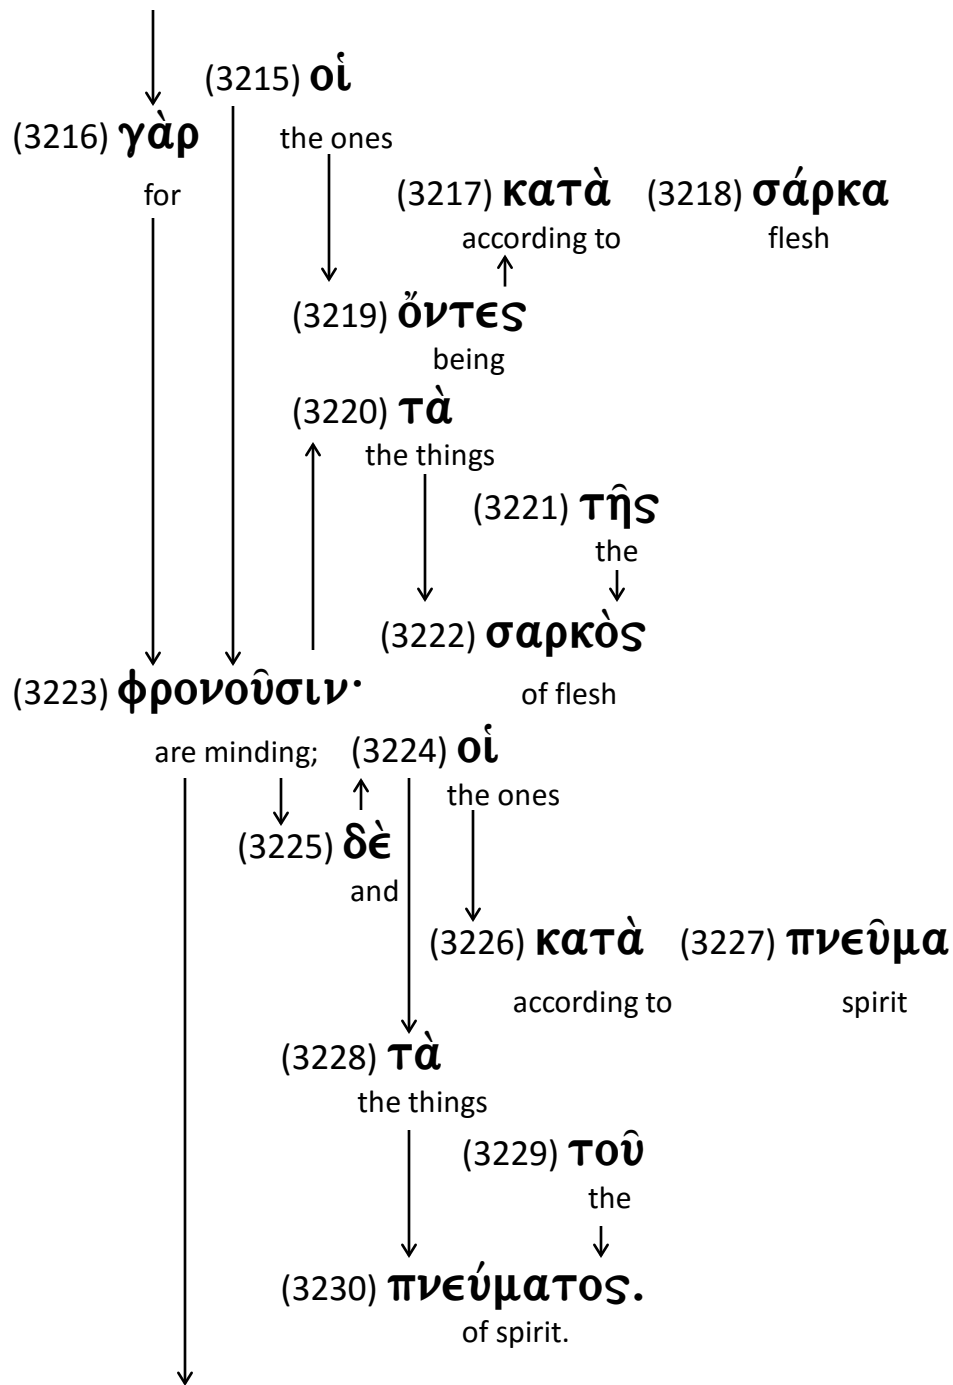 (3215) οἱ
(3216) γὰρ
the ones
for
(3217) κατὰ (3218) σάρκα
according to flesh
(3219) ὄντες
being
(3220) τὰ
the things
(3221) τῆς
the
(3222) σαρκὸς
of flesh
(3223) φρονοῦσιν·
are minding;
(3224) οἱ
the ones
(3225) δὲ
and
(3226) κατὰ (3227) πνεῦμα
according to spirit
(3228) τὰ
the things
(3229) τοῦ
the
(3230) πνεύματος.
of spirit.